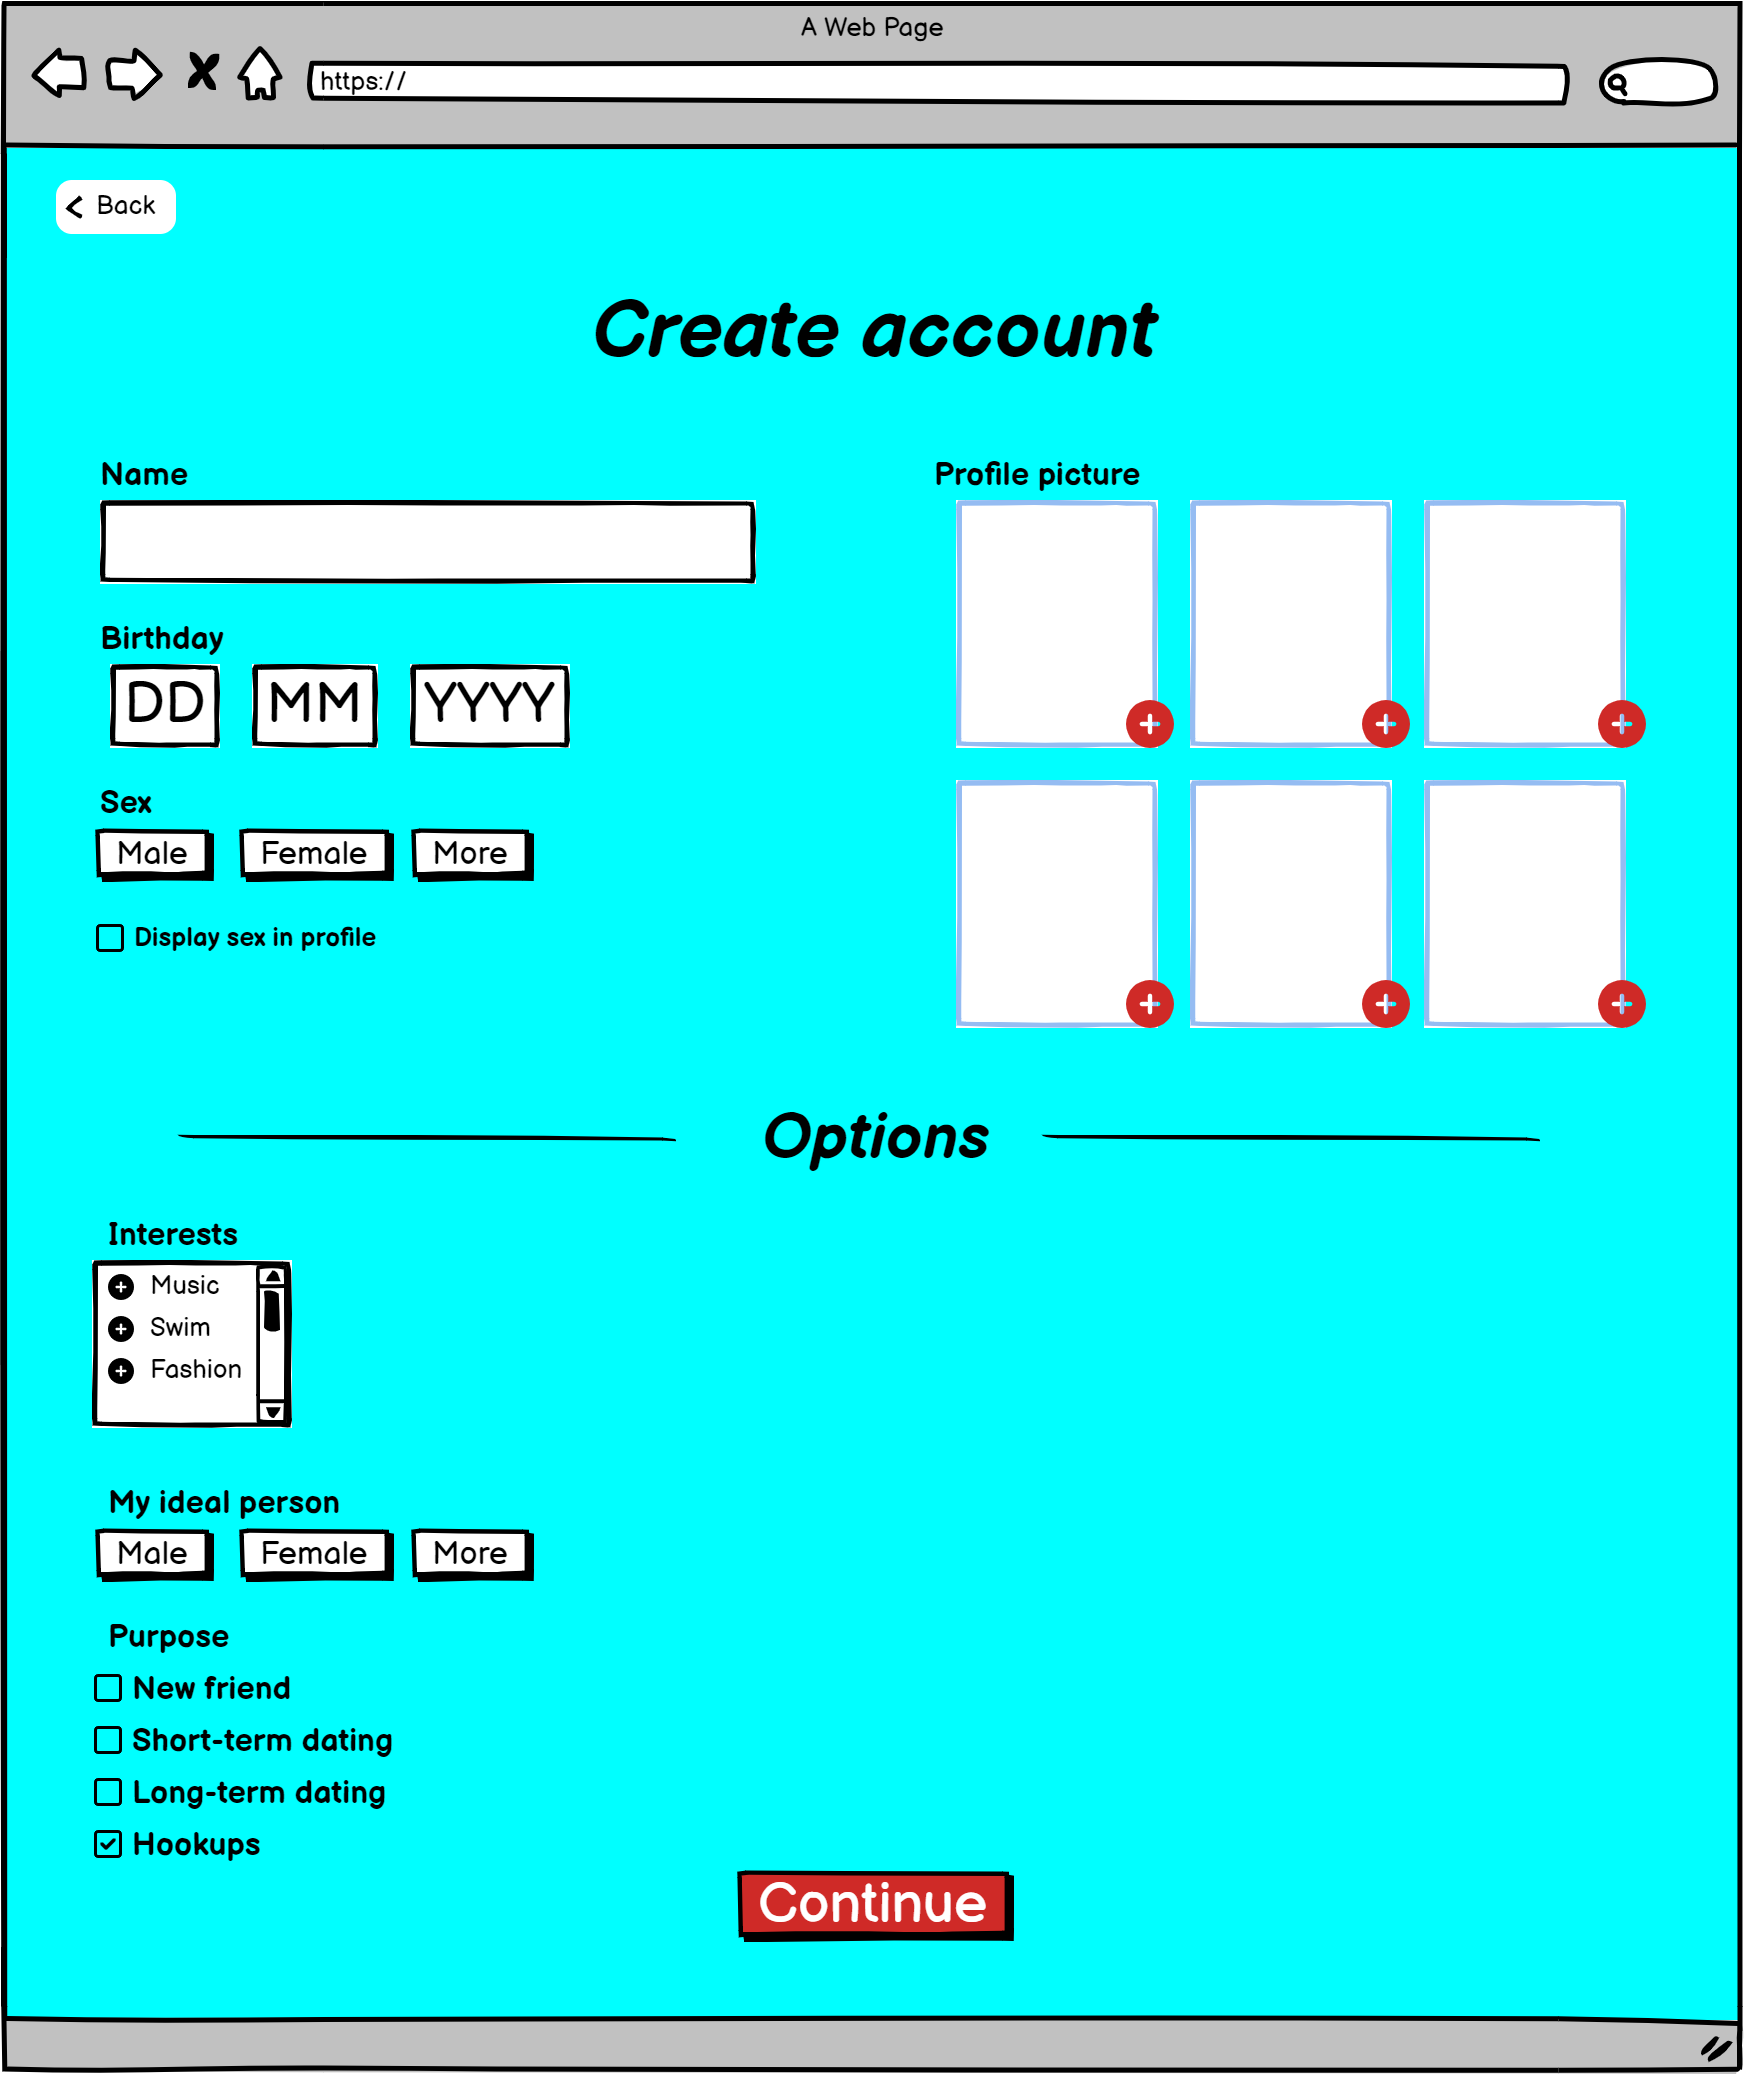 A Web Page
https://
Back
Create account
Name
Profile picture
Birthday
DD MM YYYY
Sex
Male Female More
Display sex in profile
Options
Interests
Music
Swim
Fashion
My ideal person
Male Female More
Purpose
New friend
Short-term dating
Long-term dating
Hookups
Continue